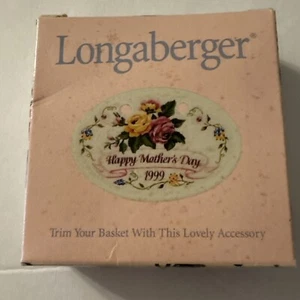 Longaberger
Happy Mother's Day
1999
Trim Your Basket With This Lovely Accessory